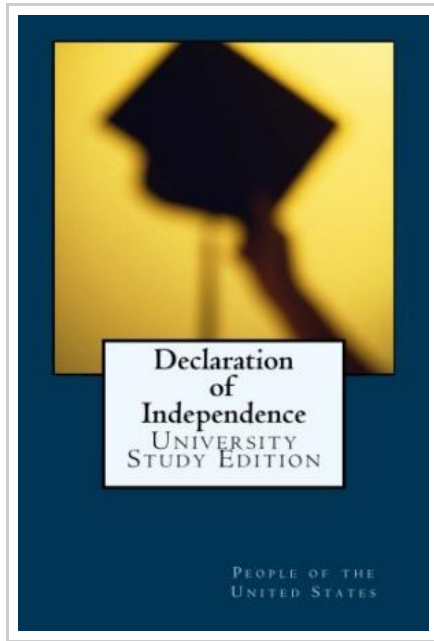 Declaration
of
Independence
University
Study Edition
People of the
United States